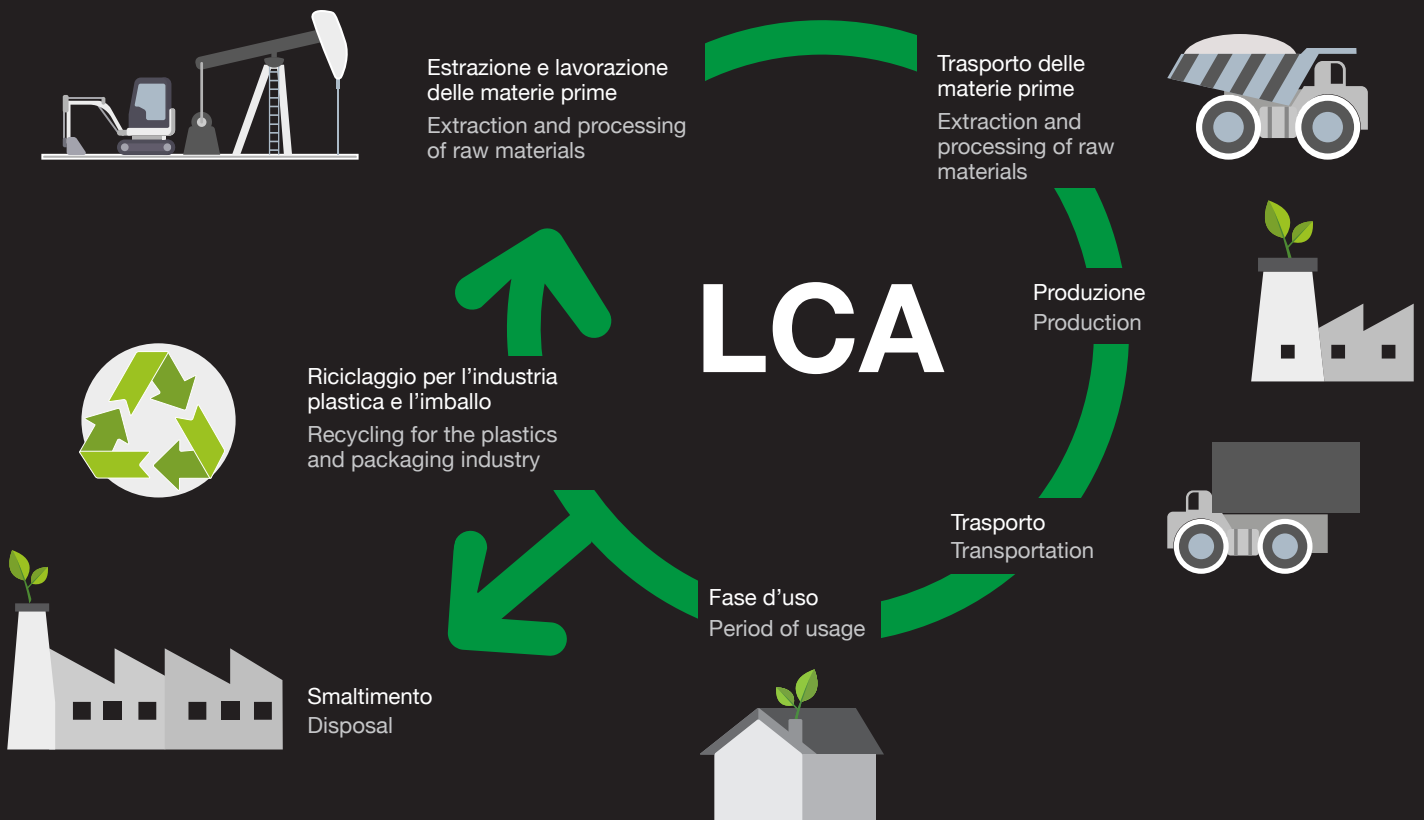 Estrazione e lavorazione
delle materie prime
Extraction and processing
of raw materials
Trasporto delle
materie prime
Extraction and
processing of raw
materials
LCA
Produzione
Production
Trasporto
Transportation
Fase d’uso
Period of usage
Riciclaggio per l’industria
plastica e l’imballo
Recycling for the plastics
and packaging industry
Smaltimento
Disposal